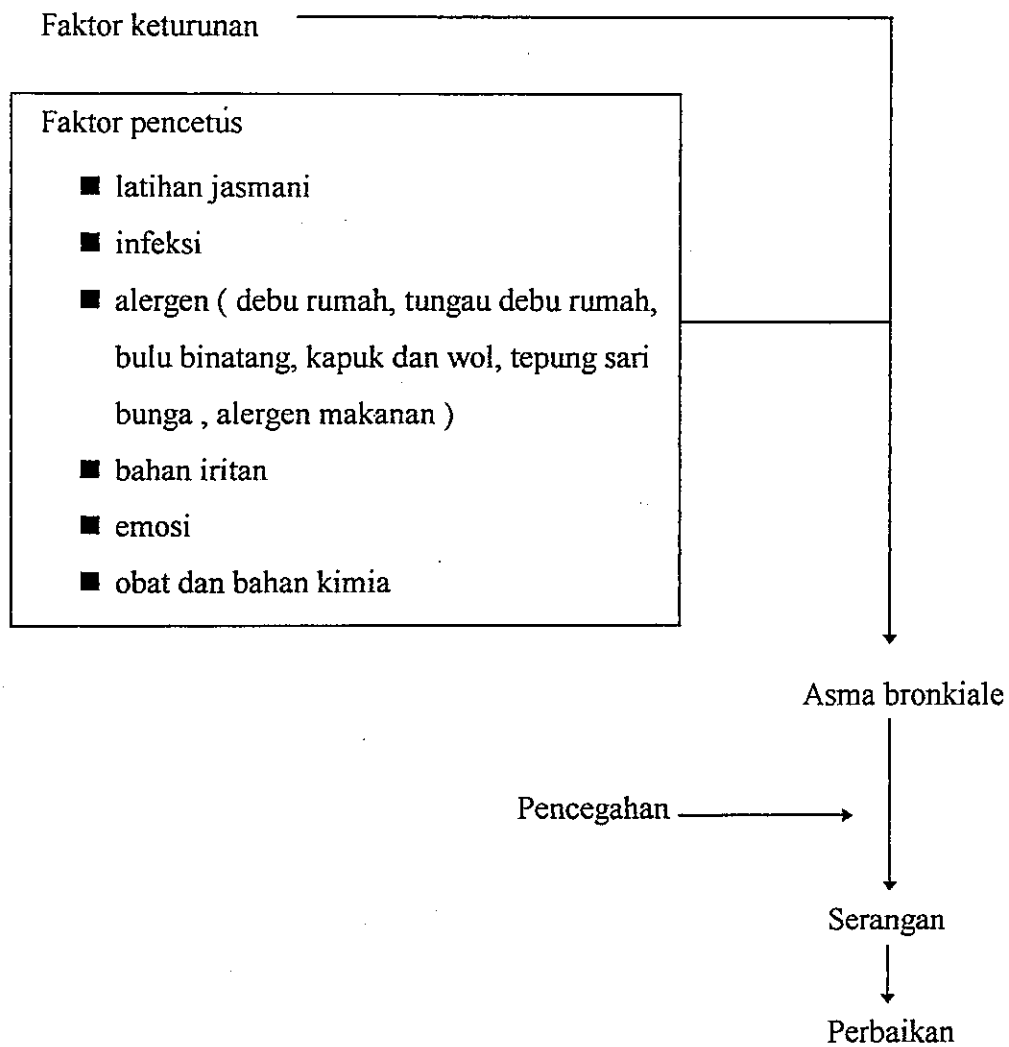 Faktor keturunan
Faktor pencetus
■ latihan jasmani
■ infeksi
■ alergen ( debu rumah, tungau debu rumah,
bulu binatang, kapuk dan wol, tepung sari
bunga , alergen makanan )
■ bahan iritan
■ emosi
■ obat dan bahan kimia
Asma bronkiale
Pencegahan
Serangan
Perbaikan